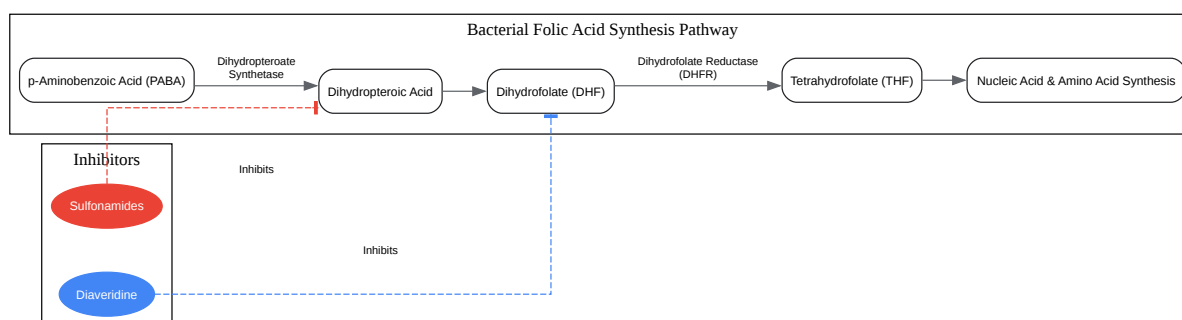 Bacterial Folic Acid Synthesis Pathway
p-Aminobenzoic Acid (PABA)
Dihydropteroate
Synthetase
Dihydropteroic Acid
Dihydrofolate (DHF)
Dihydrofolate Reductase
(DHFR)
Tetrahydrofolate (THF)
Nucleic Acid & Amino Acid Synthesis
Inhibitors
Inhibits
Sulfonamides
Inhibits
Diaveridine